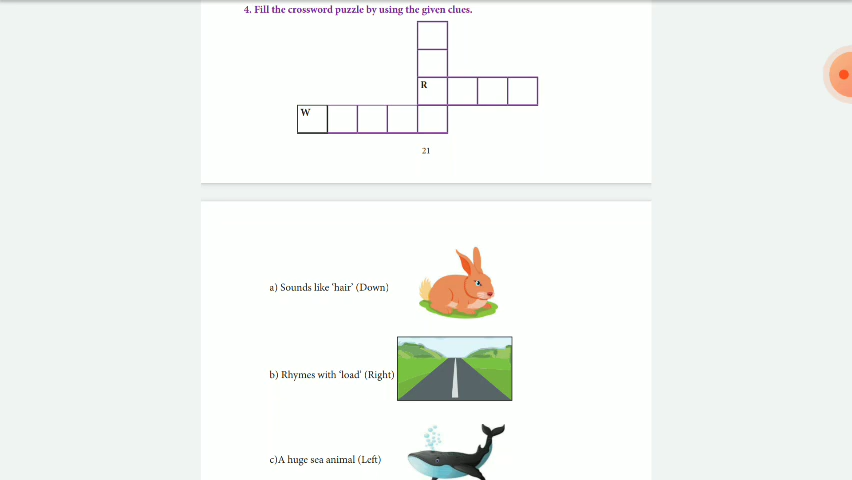 4. Fill the crossword puzzle by using the given clues.
R
W
21
a) Sounds like ‘hair’ (Down)
b) Rhymes with ‘load’ (Right)
c)A huge sea animal (Left)